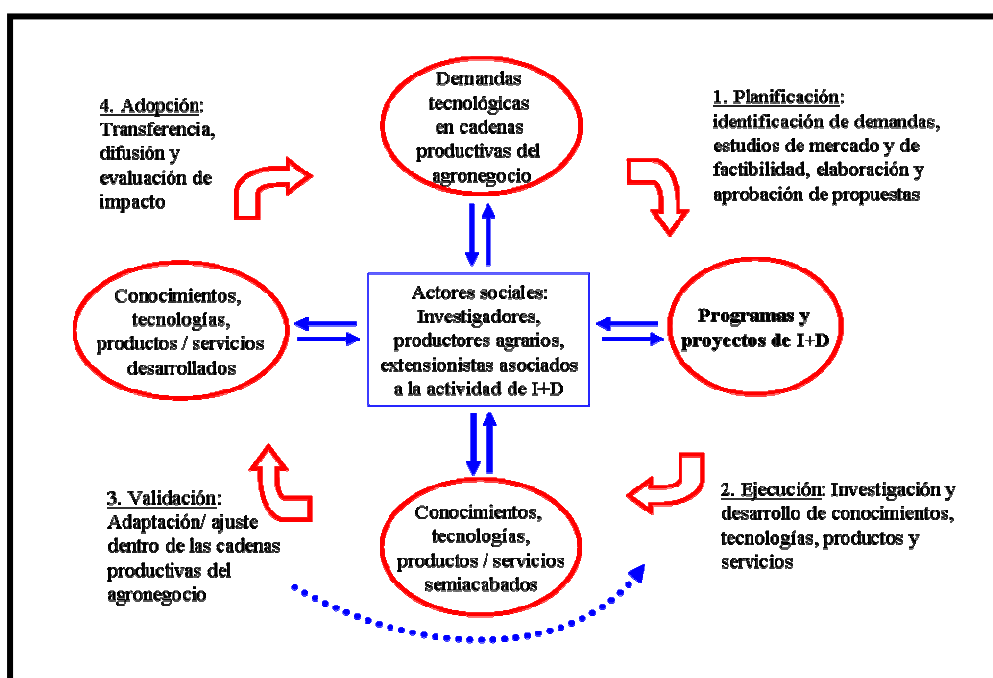 Demandas
tecnológicas
en cadenas
productivas del
agronegocio
4. Adopción:
Transferencia,
difusión y
evaluación de
impacto
1. Planificación:
identificación de demandas,
estudios de mercado y de
factibilidad, elaboración y
aprobación de propuestas
Conocimientos,
tecnologías,
productos / servicios
desarrollados
Actores sociales:
Investigadores,
productores agrarios,
extensionistas asociados
a la actividad de I+D
Programas y
proyectos de I+D
3. Validación:
Adaptación/ ajuste
dentro de las cadenas
productivas del
agronegocio
Conocimientos,
tecnologías,
productos / servicios
semiacabados
2. Ejecución: Investigación y
desarrollo de conocimientos,
tecnologías, productos y
servicios